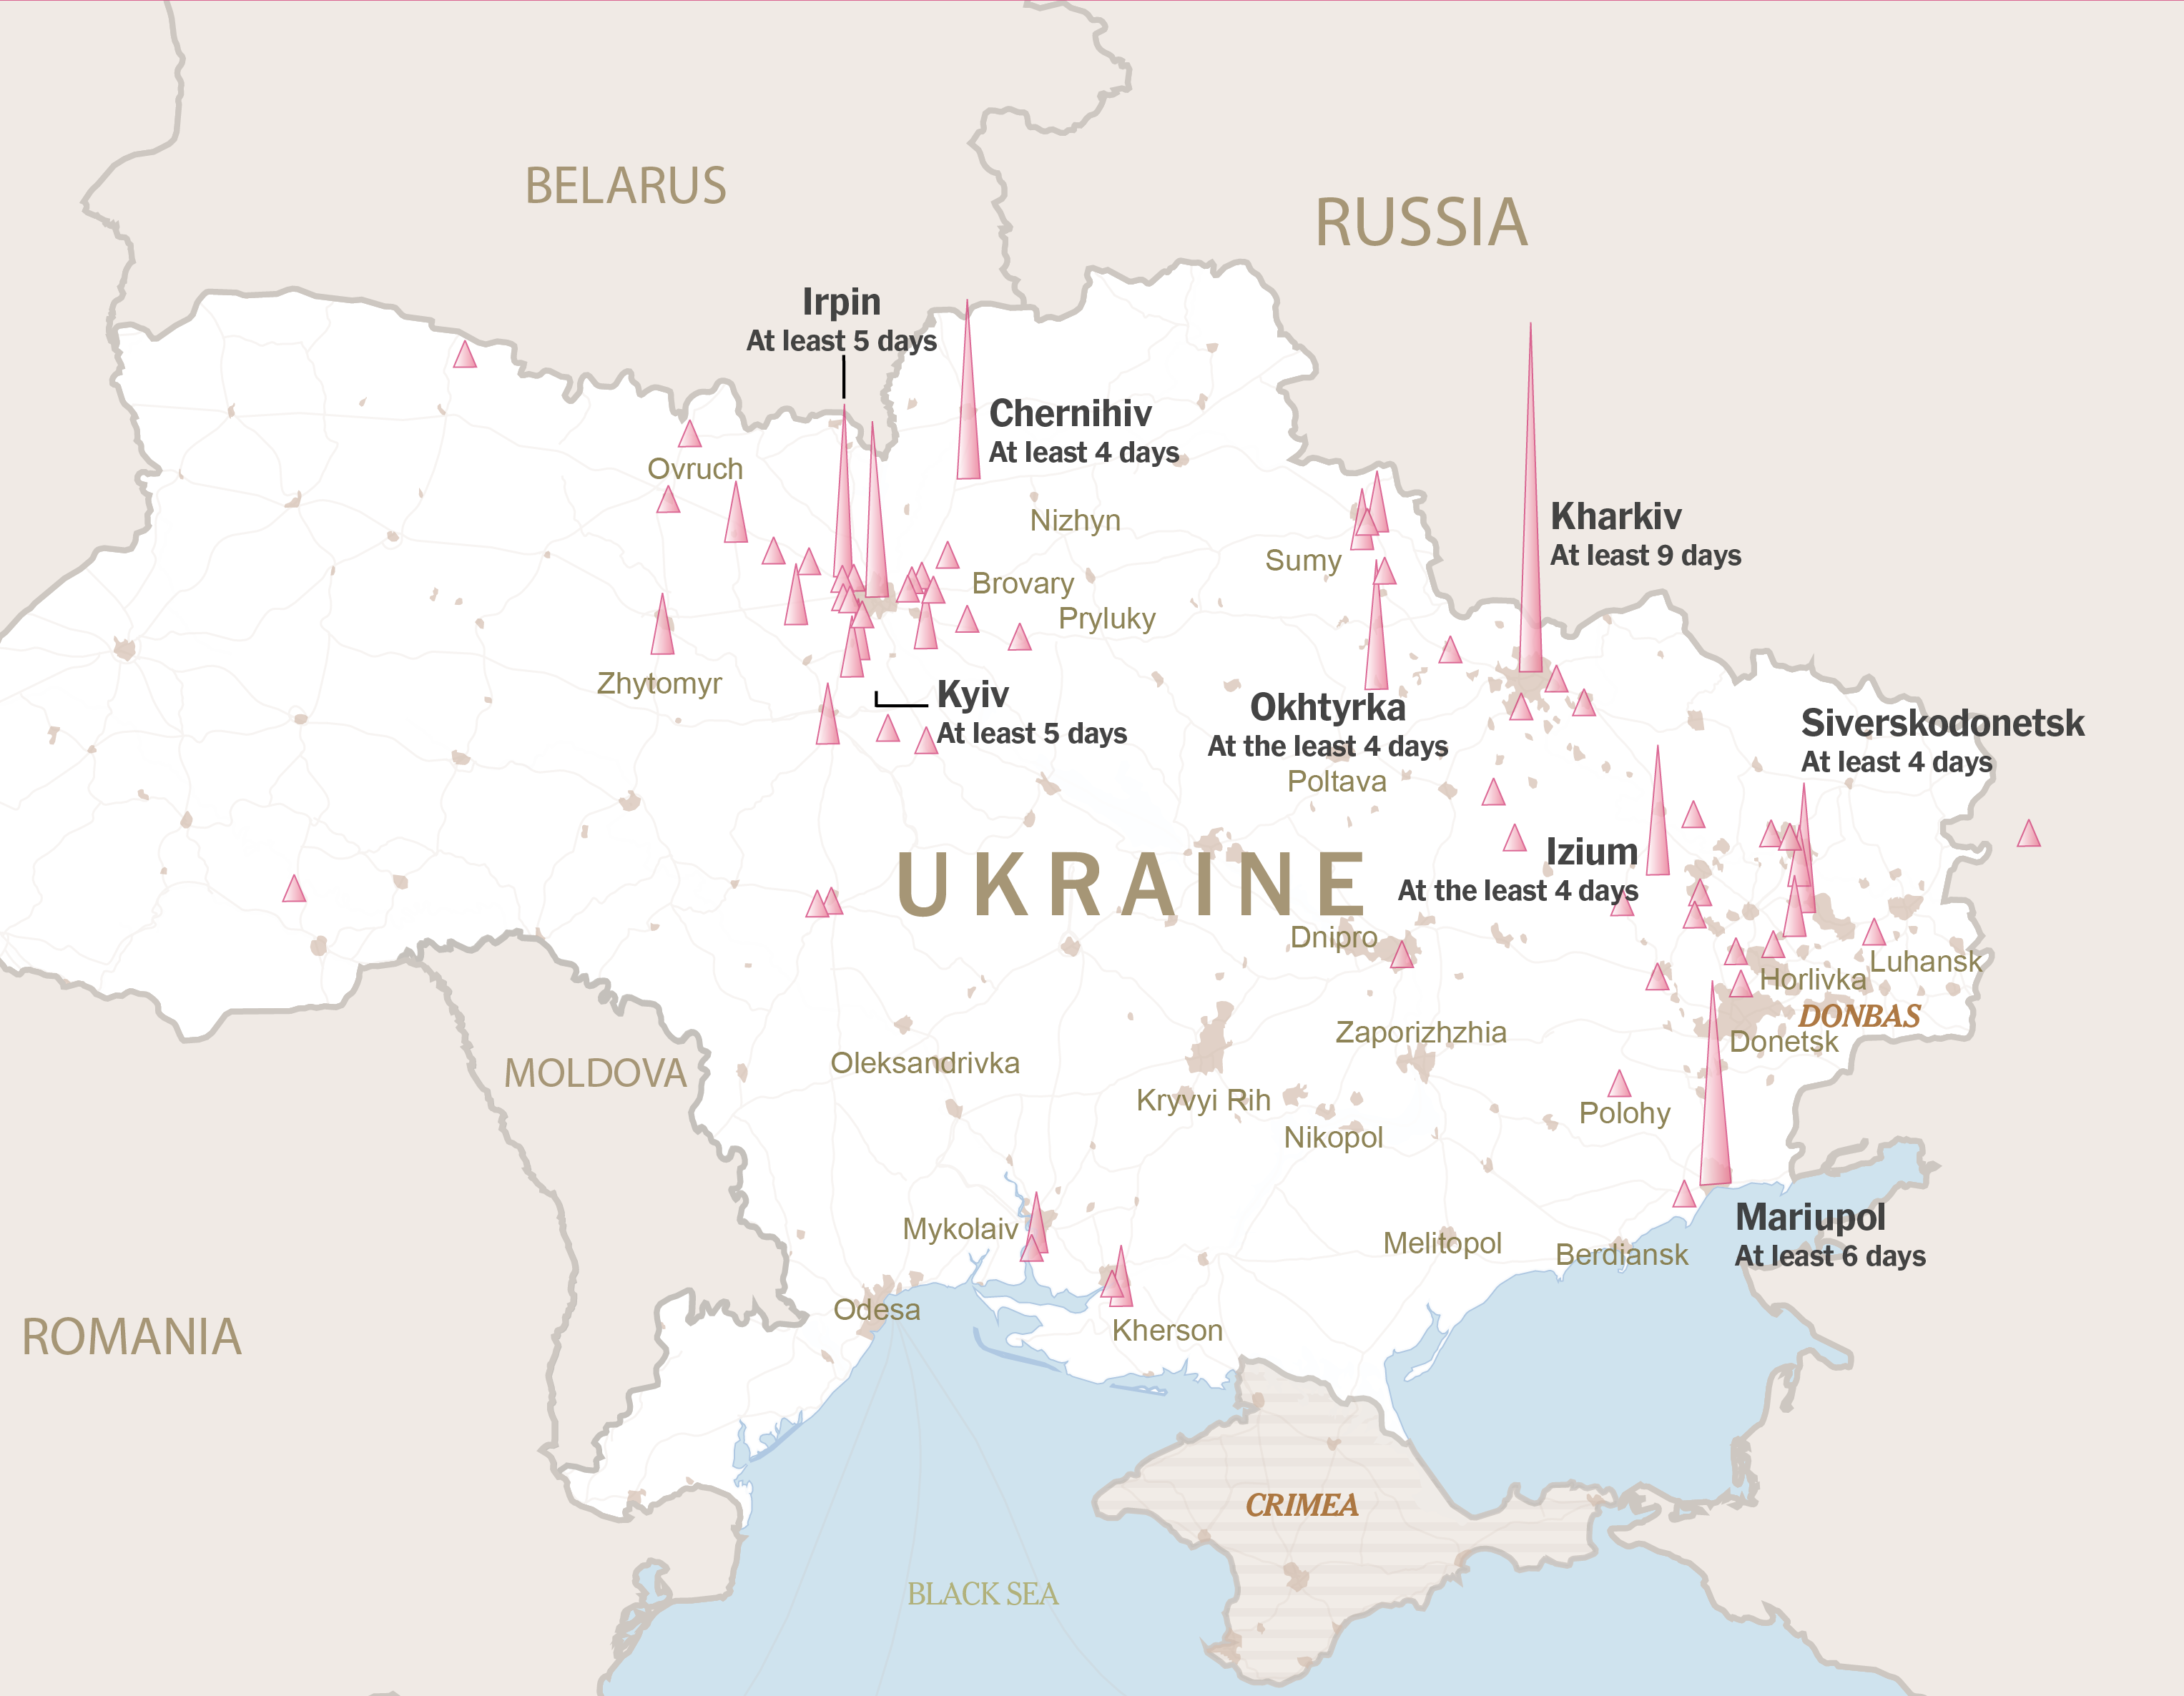 BELARUS
RUSSIA
Irpin
At least 5 days
Chernihiv
At least 4 days
Ovruch
Nizhyn
Kharkiv
At least 9 days
Sumy
Brovary
Pryluky
Zhytomyr
Kyiv
At least 5 days
Okhtyrka
At the least 4 days
Siverskodonetsk
At least 4 days
Poltava
Izium
At the least 4 days
UKRAINE
Dnipro
Luhansk
Horlivka
DONBAS
Donetsk
Zaporizhzhia
Oleksandrivka
MOLDOVA
Kryvyi Rih
Polohy
Nikopol
Mariupol
At least 6 days
Mykolaiv
Melitopol
Berdiansk
Odesa
Kherson
ROMANIA
CRIMEA
BLACK SEA